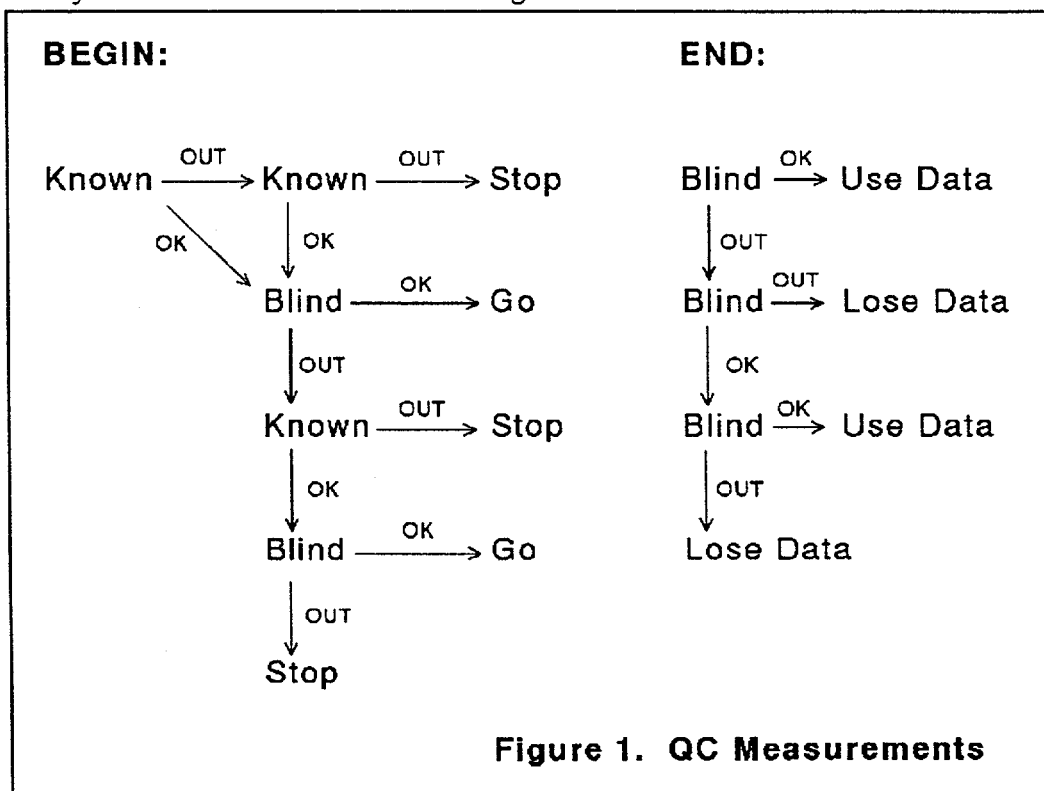 BEGIN: END:
OUT OUT OK
Known Known Stop Blind Use Data
OK OK OUT
Blind OK Go Blind OUT Lose Data
OUT OK
Known OUT Stop Blind OK Use Data
OK OUT
Blind OK Go Lose Data
OUT
Stop
Figure 1. QC Measurements